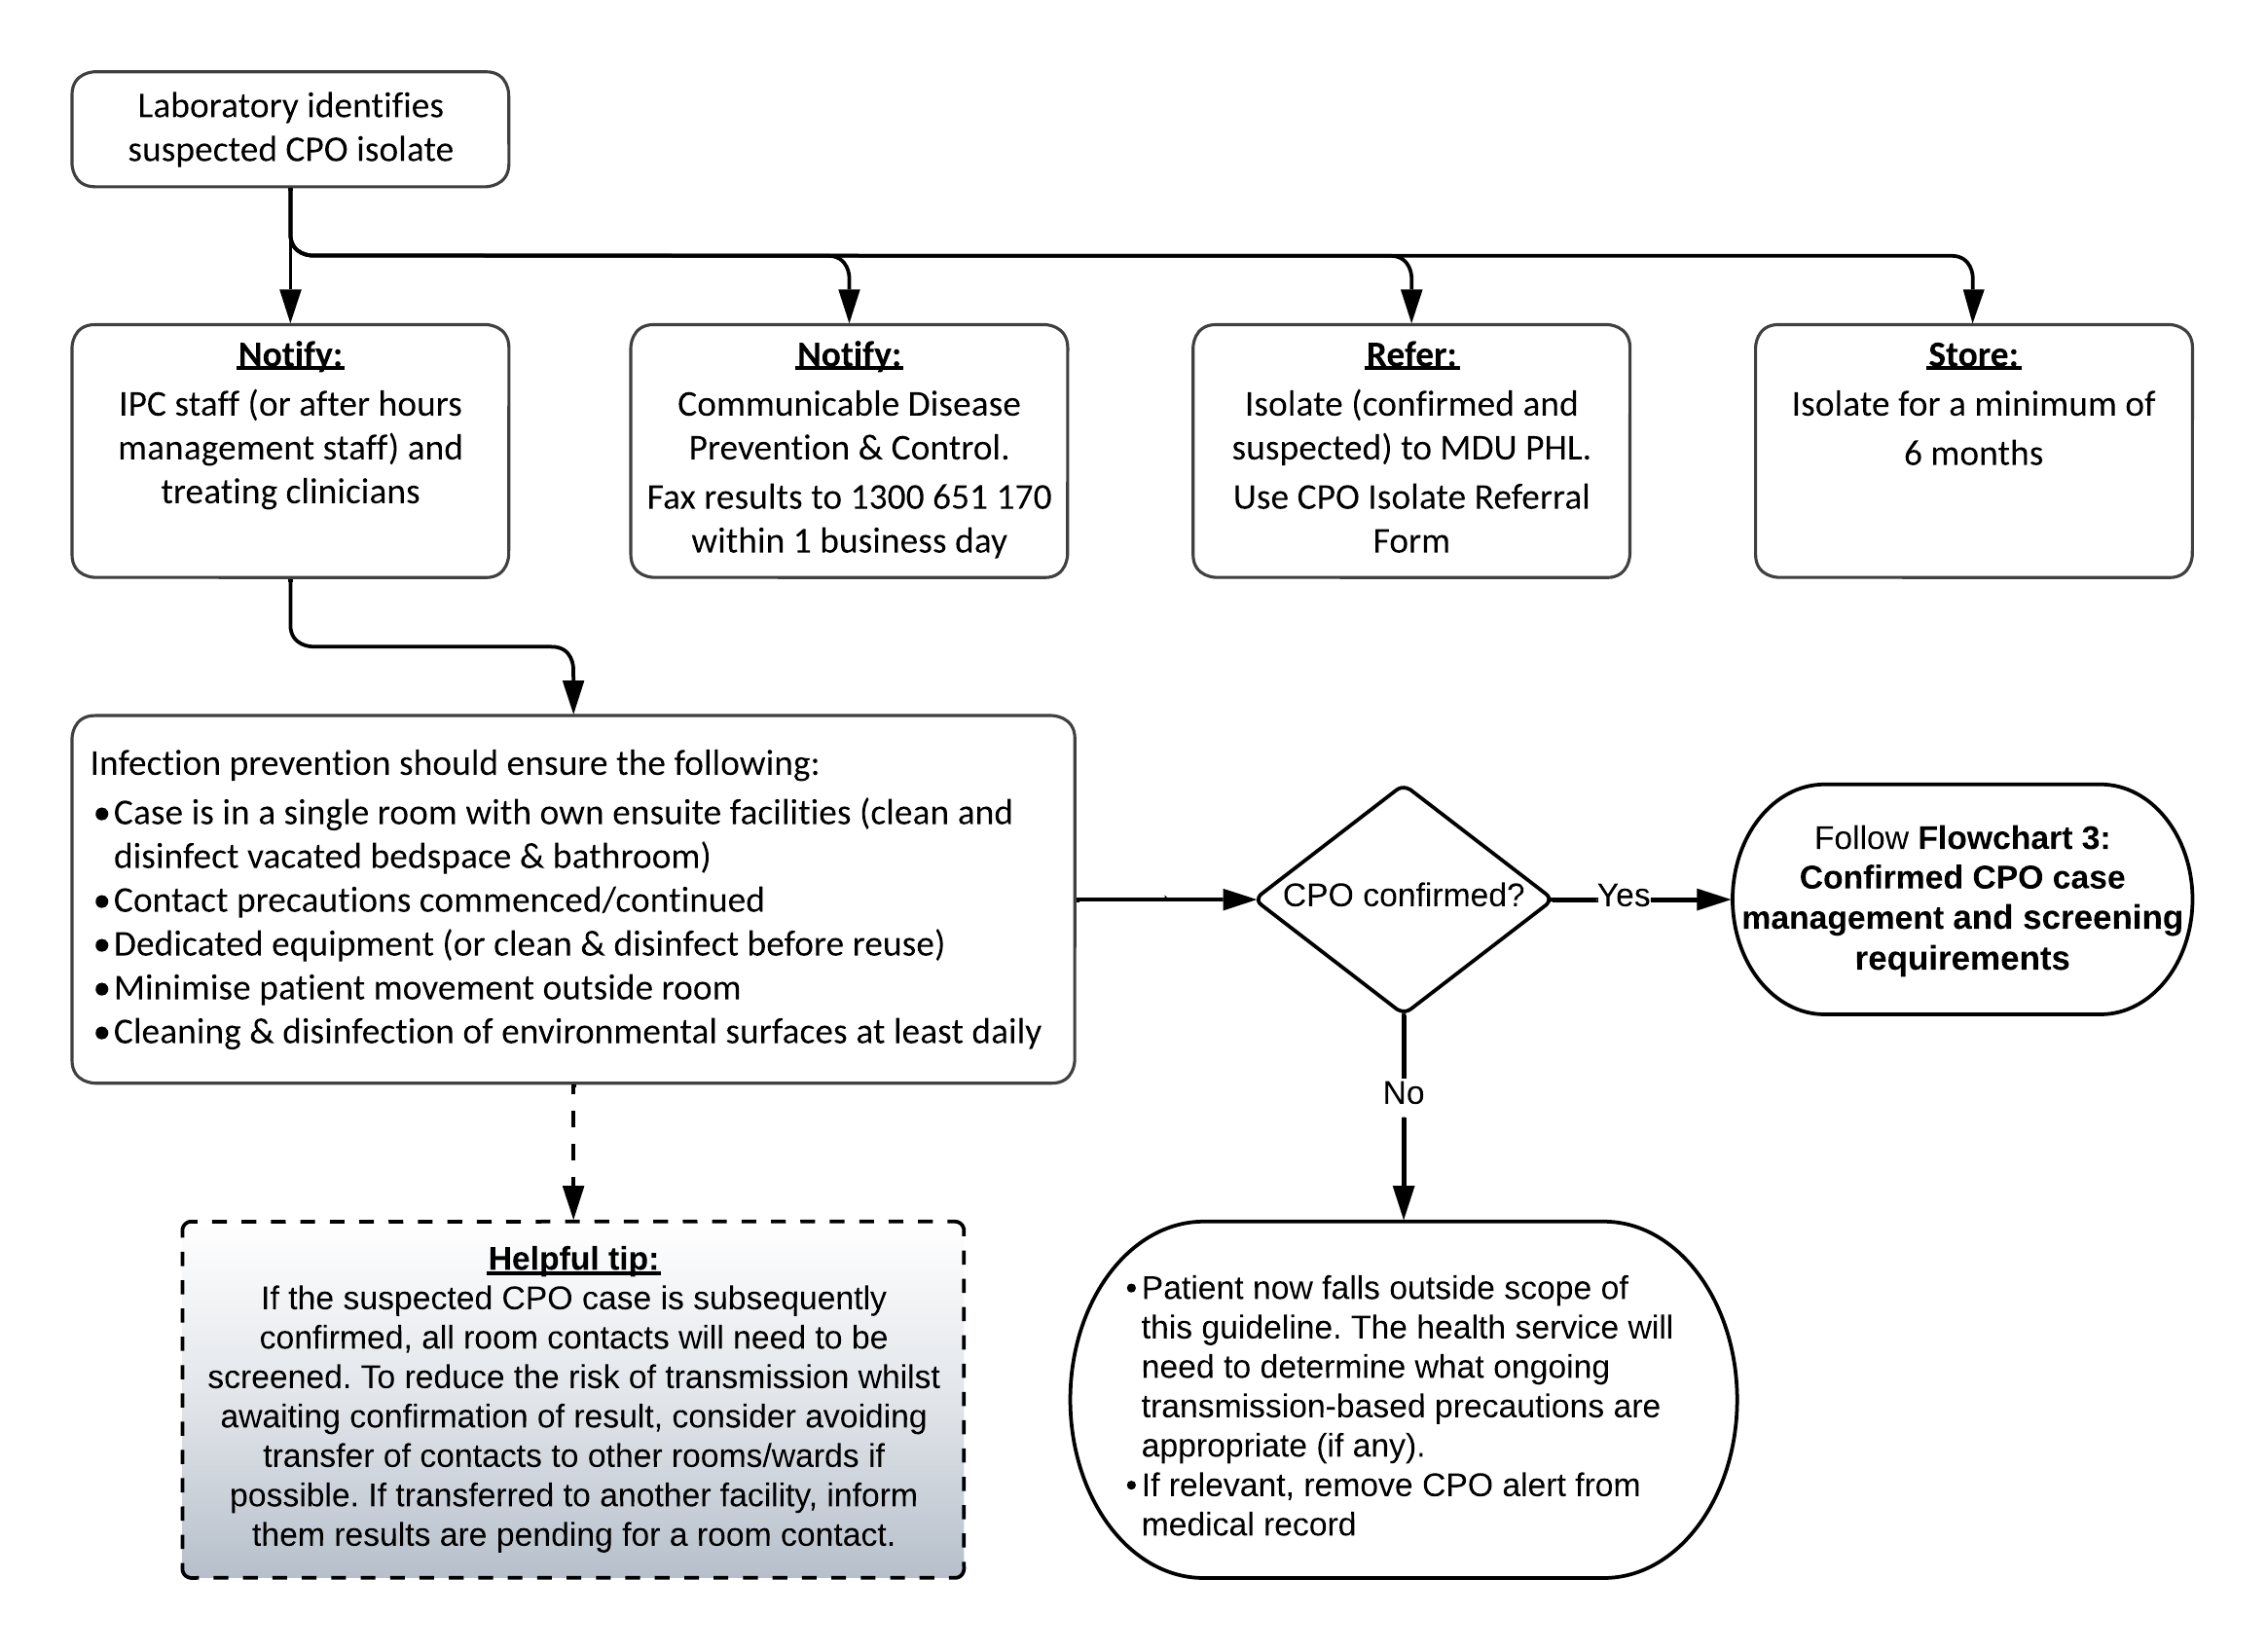 Laboratory identifies
suspected CPO isolate
Notify:
IPC staff (or after hours
management staff) and
treating clinicians
Notify:
Communicable Disease
Prevention & Control.
Fax results to 1300 651 170
within 1 business day
Refer:
Isolate (confirmed and
suspected) to MDU PHL.
Use CPO Isolate Referral
Form
Store:
Isolate for a minimum of
6 months
Infection prevention should ensure the following:
•Case is in a single room with own ensuite facilities (clean and
disinfect vacated bedspace & bathroom)
•Contact precautions commenced/continued
•Dedicated equipment (or clean & disinfect before reuse)
•Minimise patient movement outside room
•Cleaning & disinfection of environmental surfaces at least daily
CPO confirmed?
Yes
Follow Flowchart 3:
Confirmed CPO case
management and screening
requirements
No
Helpful tip:
If the suspected CPO case is subsequently
confirmed, all room contacts will need to be
screened. To reduce the risk of transmission whilst
awaiting confirmation of result, consider avoiding
transfer of contacts to other rooms/wards if
possible. If transferred to another facility, inform
them results are pending for a room contact.
•Patient now falls outside scope of
this guideline. The health service will
need to determine what ongoing
transmission-based precautions are
appropriate (if any).
•If relevant, remove CPO alert from
medical record